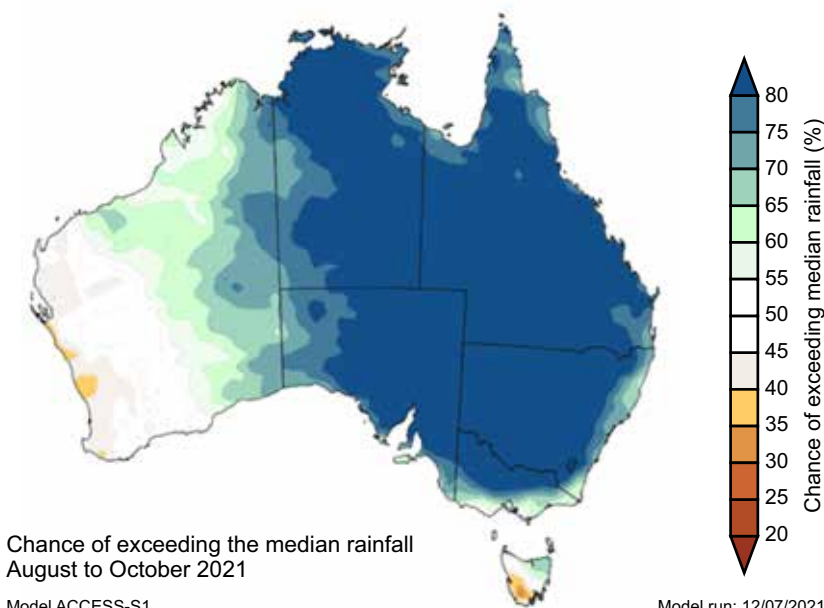 80
75
70
65
60
55
50
45
40
35
30
25
20
Chance of exceeding median rainfall (%)
Chance of exceeding the median rainfall
August to October 2021
Model ACCESS-S1
Model run: 12/07/2021